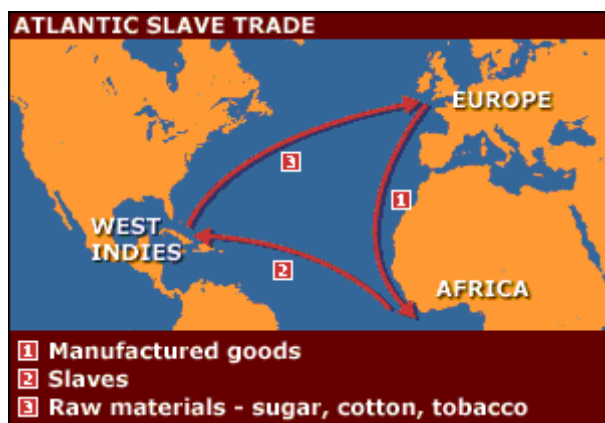 ATLANTIC SLAVE TRADE
EUROPE
3
1
WEST
INDIES
2
AFRICA
1 Manufactured goods
2 Slaves
3 Raw materials - sugar, cotton, tobacco